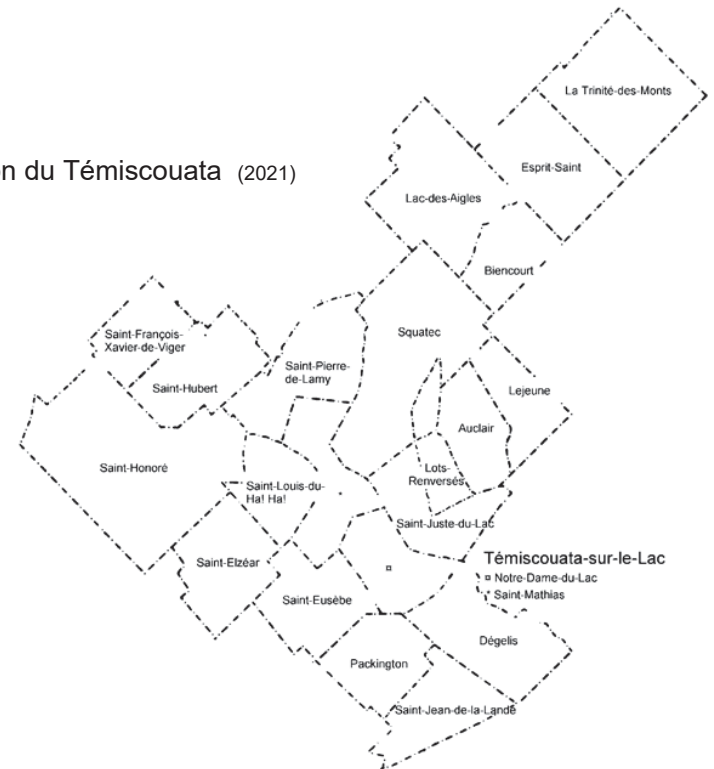 n du Témiscouata (2021)
La Trinité-des-Monts
Esprit-Saint
Lac-des-Aigles
Biencourt
Squatec
Saint-François-
Xavier-de-Viger
Saint-Hubert
Saint-Pierre-
de-Lamy
Lejeune
Auclair
Saint-Honoré
Saint-Louis-du-
Ha! Ha!
Lots-
Renversés
Saint-Juste-du-Lac
Saint-Elzéar
Témiscouata-sur-le-Lac
Notre-Dame-du-Lac
* Saint-Mathias
Saint-Eusèbe
Dégelis
Packington
Saint-Jean-de-la-Lande